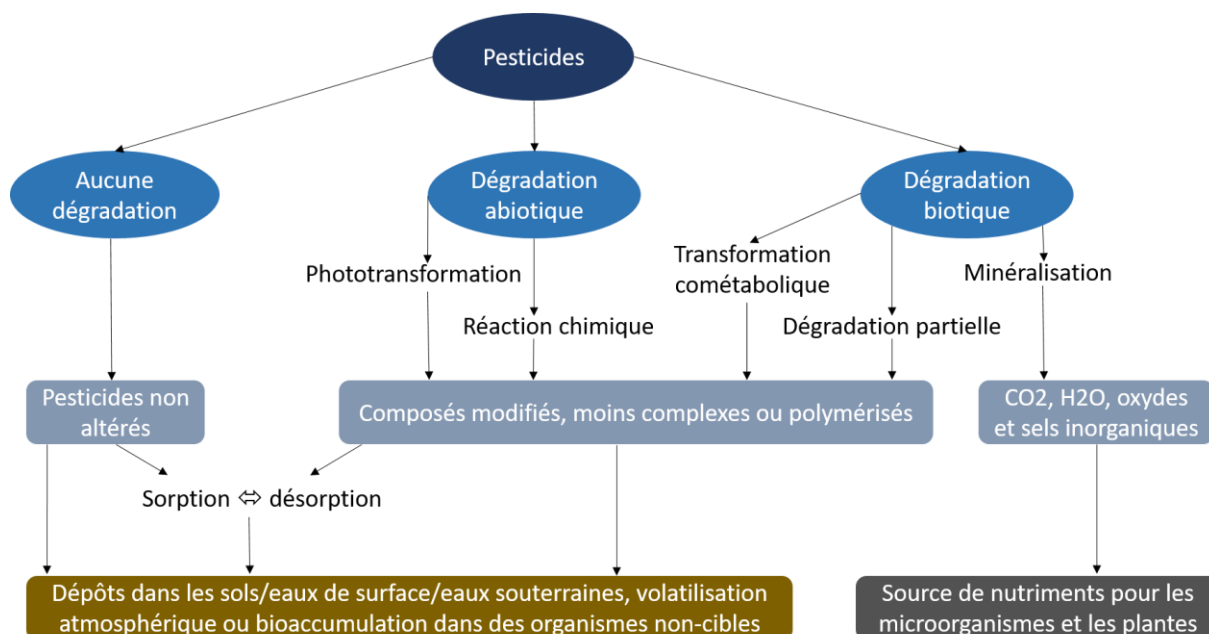 Pesticides
Aucune
dégradation
Dégradation
abiotique
Dégradation
biotique
Phototransformation
Réaction chimique
Transformation
cométabolique
Dégradation partielle
Minéralisation
Pesticides non
altérés
Composés modifiés, moins complexes ou polymérisés
CO2, H2O, oxydes
et sels inorganiques
Sorption ⇔ désorption
Dépôts dans les sols/eaux de surface/eaux souterraines, volatilisation
atmosphérique ou bioaccumulation dans des organismes non-cibles
Source de nutriments pour les
microorganismes et les plantes